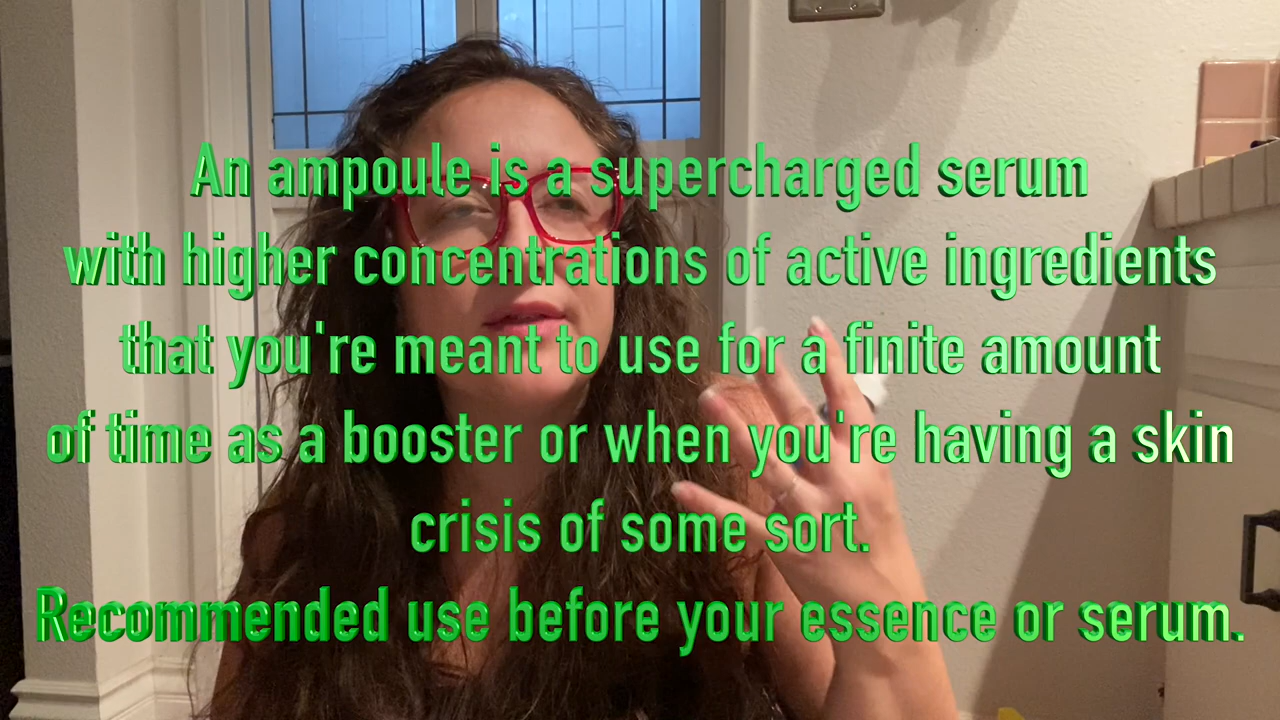 An ampoule is a supercharged serum
with higher concentrations of active ingredients
that you're meant to use for a finite amount
of time as a booster or when you're having a skin
crisis of some sort.
Recommended use before your essence or serum.